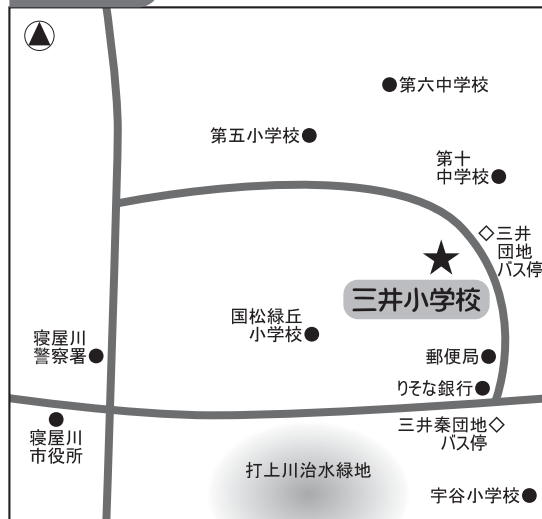 第六中学校
第五小学校
第十
中学校
三井
団地
バス停
三井小学校
国松緑丘
小学校
寝屋川
警察署
郵便局
りそな銀行
三井秦団地
バス停
寝屋川
市役所
打上川治水緑地
宇谷小学校